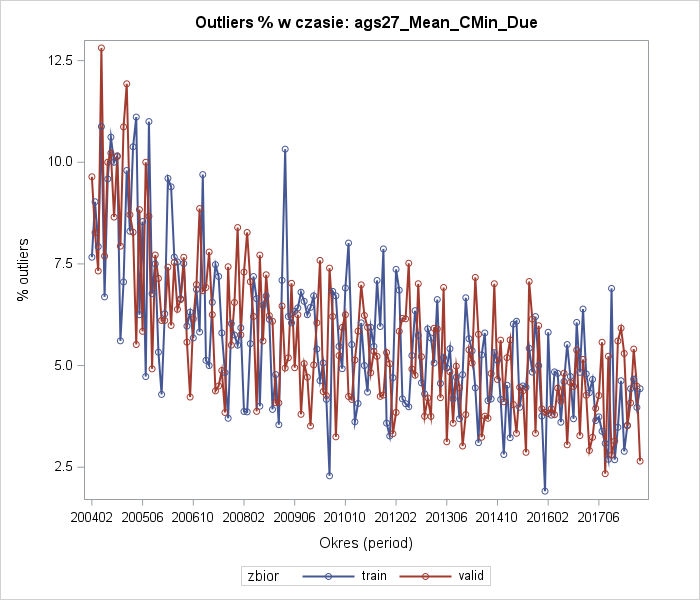 Outliers % w czasie: ags27_Mean_CMin_Due
% outliers
12.5
10.0
7.5
5.0
2.5
200402 200506 200610 200802 200906 201010 201202 201306 201410 201602 201706
Okres (period)
zbior train valid